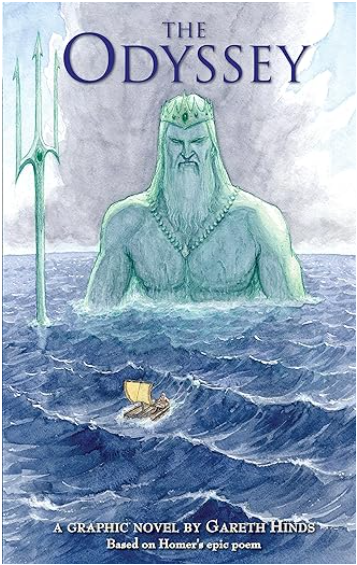 THE
ODYSSEY
A GRAPHIC NOVEL BY GARETH HINDS
Based on Homer's epic poem